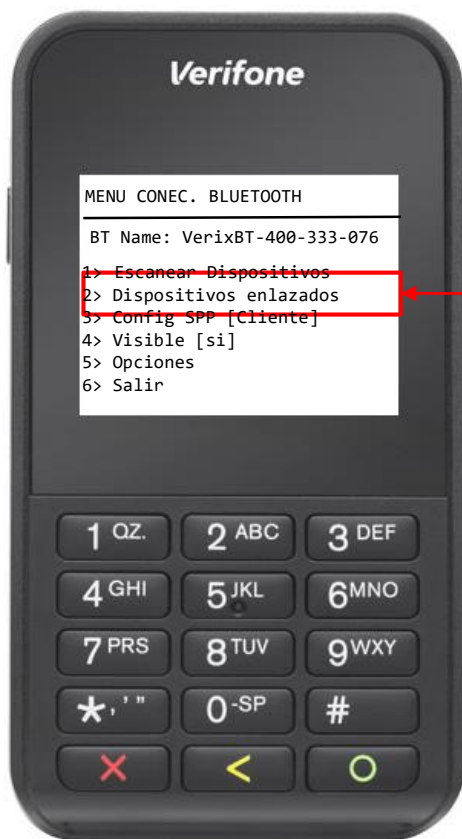 Verifone
MENU CONEC. BLUETOOTH
BT Name: VerixBT-400-333-076
1> Escanear Dispositivos
2> Dispositivos enlazados
3> Config SPP [Cliente]
4> Visible [si]
5> Opciones
6> Salir
1 QZ. 2 ABC 3 DEF
4 GHI 5 JKL 6 MNO
7 PRS 8 TUV 9 WXY
*,'" 0 -SP #
X < O